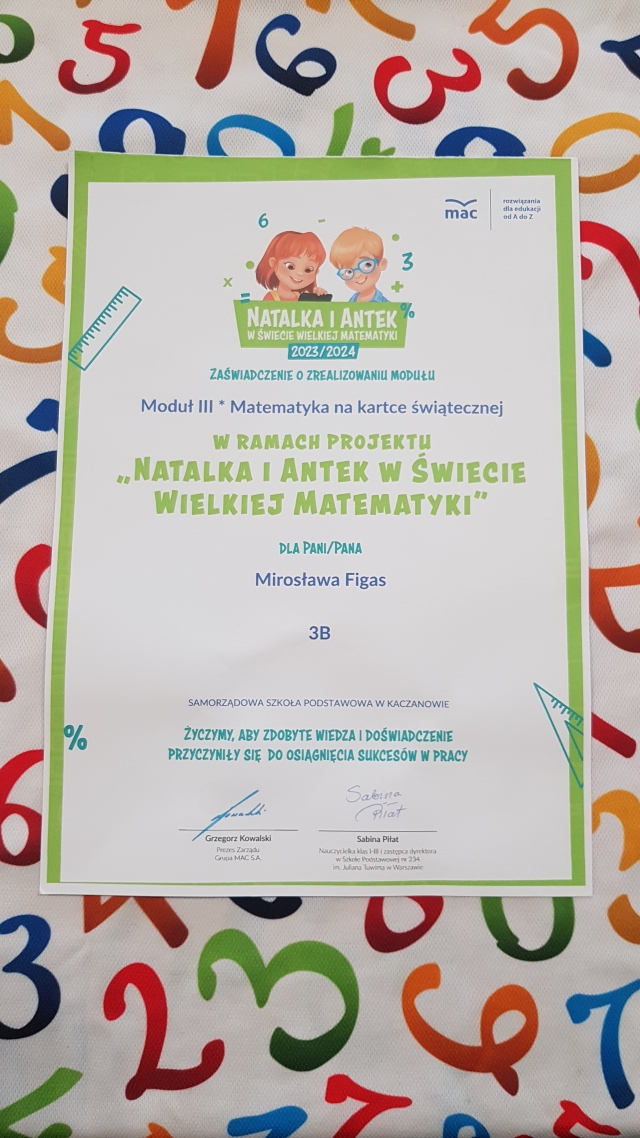 mac
rozwiązania
dla edukacji
od A do Z
NATALKA I ANTEK
W ŚWIECIE WIELKIEJ MATEMATYKI
2023/2024
ZAŚWIADCZENIE O ZREALIZOWANIU MODUŁU
Moduł III * Matematyka na kartce świątecznej
W RAMACH PROJEKTU
„NATALKA I ANTEK W ŚWIECIE
WIELKIEJ MATEMATYKI”
DLA PANI/PANA
Mirosława Figas
3B
SAMORZĄDOWA SZKOŁA PODSTAWOWA W KACZANOWIE
ŻYCZYMY, ABY ZDOBYTE WIEDZA I DOŚWIADCZENIE
PRZYCZYNIŁY SIĘ DO OSIĄGNIĘCIA SUKCESÓW W PRACY
Sabina
Piłat
Grzegorz Kowalski
Prezes Zarządu
Grupa MAC S.A.
Sabina Piłat
Nauczycielka klas I-III i zastępca dyrektora
w Szkole Podstawowej nr 234
im. Juliana Tuwima w Warszawie